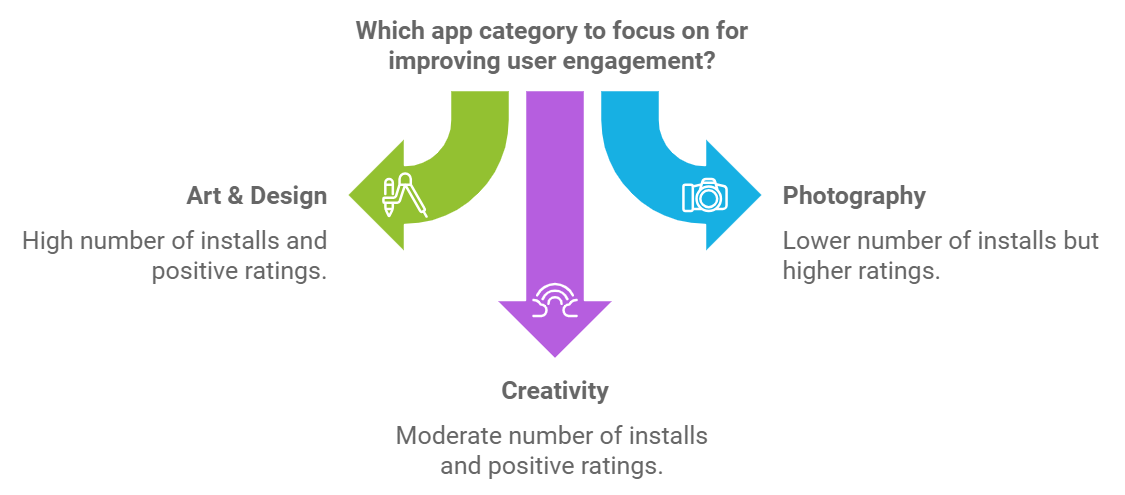 Which app category to focus on for
improving user engagement?
Art & Design
High number of installs and
positive ratings.
Photography
Lower number of installs but
higher ratings.
Creativity
Moderate number of installs
and positive ratings.